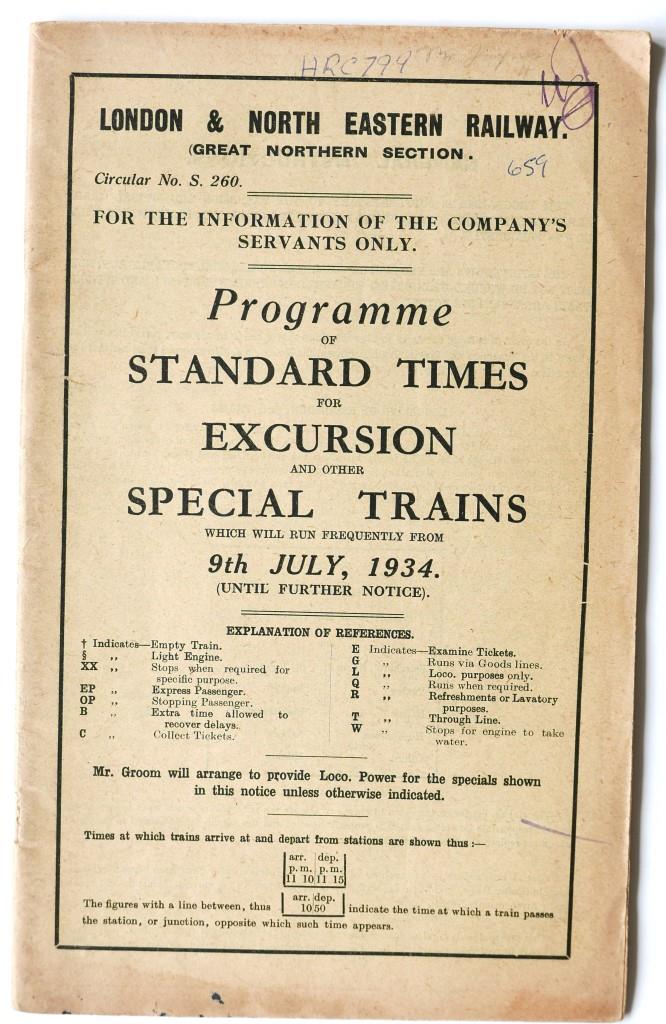 HRC794
LONDON & NORTH EASTERN RAILWAY.
(GREAT NORTHERN SECTION.
659
Circular No. S. 260.
FOR THE INFORMATION OF THE COMPANY'S
SERVANTS ONLY.
Programme
OF
STANDARD TIMES
FOR
EXCURSION
AND OTHER
SPECIAL TRAINS
WHICH WILL RUN FREQUENTLY FROM
9th JULY, 1934.
(UNTIL FURTHER NOTICE).
EXPLANATION OF REFERENCES.
† Indicates—Empty Train.
§ ,, Light Engine.
XX ,, Stops when required for
specific purpose.
EP ,, Express Passenger.
OP ,, Stopping Passenger.
B ,, Extra time allowed to
recover delays.
C ,, Collect Tickets.
E Indicates—Examine Tickets.
G ,, Runs via Goods lines.
L ,, Loco. purposes only.
Q ,, Runs when required.
R ,, Refreshments or Lavatory
purposes.
T ,, Through Line.
W ,, Stops for engine to take
water.
Mr. Groom will arrange to provide Loco. Power for the specials shown
in this notice unless otherwise indicated.
Times at which trains arrive at and depart from stations are shown thus :—
arr. dep.
p.m. p.m.
11 10 11 15
arr. dep.
The figures with a line between, thus 10|50 indicate the time at which a train passes
the station, or junction, opposite which such time appears.